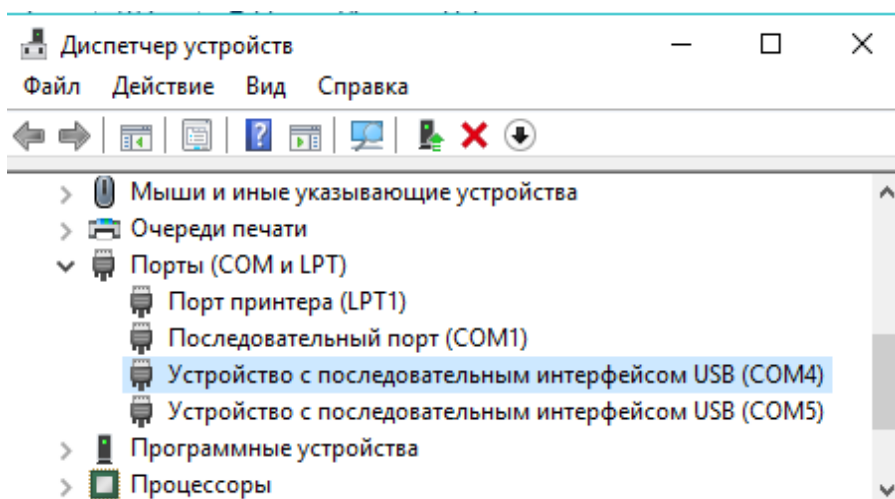 Диспетчер устройств
Файл Действие Вид Справка
Мыши и иные указывающие устройства
Очереди печати
Порты (COM и LPT)
Порт принтера (LPT1)
Последовательный порт (COM1)
Устройство с последовательным интерфейсом USB (COM4)
Устройство с последовательным интерфейсом USB (COM5)
Программные устройства
Процессоры